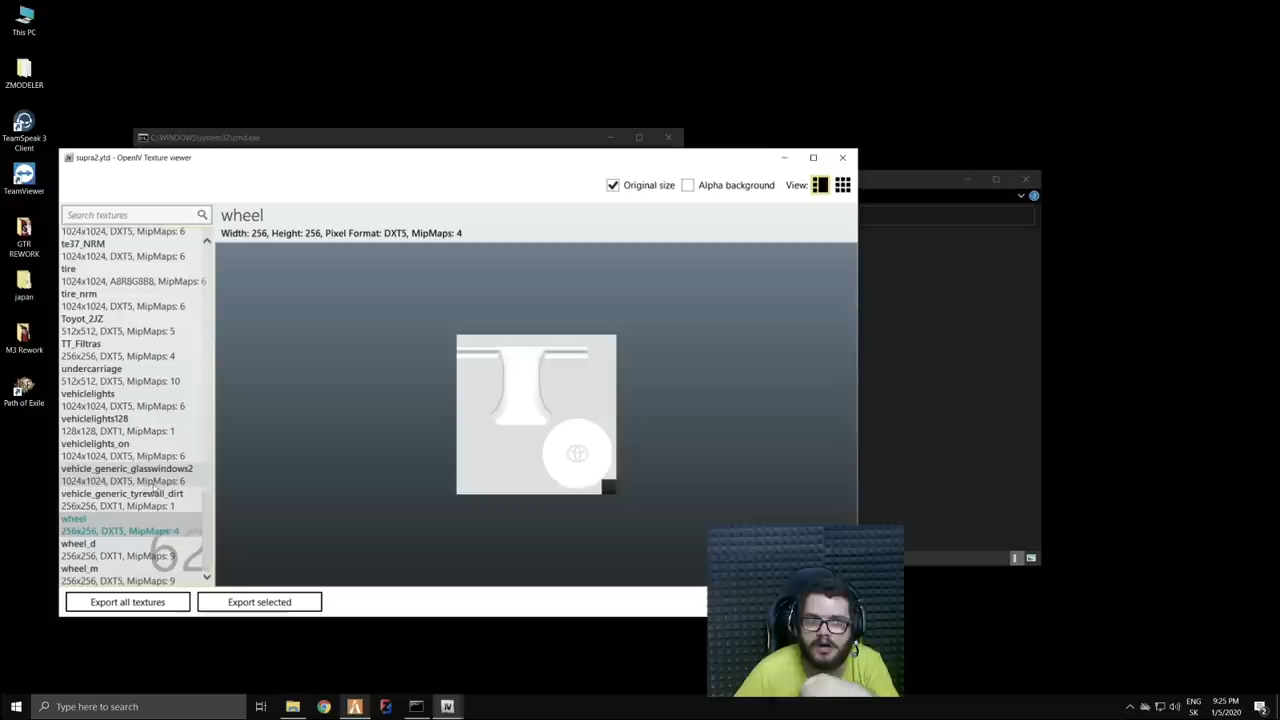 This PC
ZMODELER
TeamSpeak 3
Client
TeamViewer
GTR
REWORK
japan
M3 Rework
Path of Exile
C:\WINDOWS\system32\cmd.exe
supra2.ytd - OpenIV Texture viewer
Original size
Alpha background
View:
Search textures
wheel
Width: 256, Height: 256, Pixel Format: DXT5, MipMaps: 4
1024x1024, DXT5, MipMaps: 6
te37_NRM
1024x1024, DXT5, MipMaps: 6
tire
1024x1024, A8R8G8B8, MipMaps: 6
tire_nrm
1024x1024, DXT5, MipMaps: 6
Toyot_2JZ
512x512, DXT5, MipMaps: 5
TT_Filtras
256x256, DXT5, MipMaps: 4
undercarriage
512x512, DXT5, MipMaps: 10
vehiclelights
1024x1024, DXT5, MipMaps: 6
vehiclelights128
128x128, DXT1, MipMaps: 1
vehiclelights_on
1024x1024, DXT5, MipMaps: 6
vehicle_generic_glasswindows2
1024x1024, DXT5, MipMaps: 6
vehicle_generic_tyrewall_dirt
256x256, DXT1, MipMaps: 1
wheel
256x256, DXT5, MipMaps: 4
wheel_d
256x256, DXT1, MipMaps: 9
wheel_m
256x256, DXT5, MipMaps: 9
62
Export all textures
Export selected
Type here to search
ENG
SK
9:25 PM
1/5/2020
2